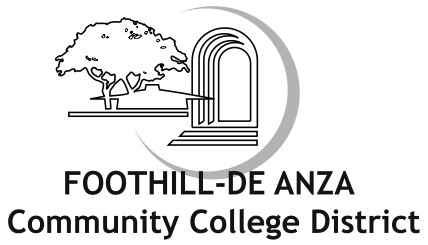 FOOTHILL-DE ANZA
Community College District